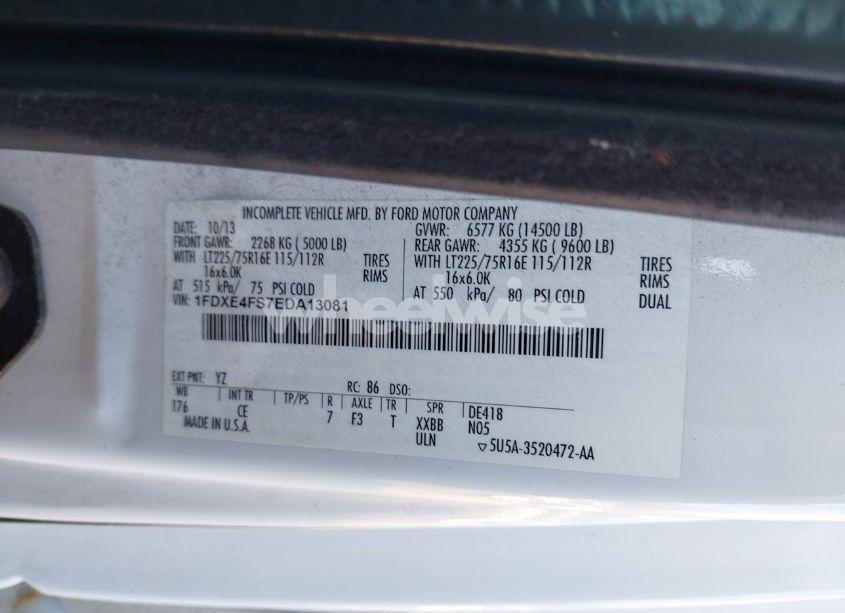 INCOMPLETE VEHICLE MFD. BY FORD MOTOR COMPANY
DATE: 10/13 GVWR: 6577 KG (14500 LB)
FRONT GAWR: 2268 KG ( 5000 LB) REAR GAWR: 4355 KG ( 9600 LB)
WITH LT225/75R16E 115/112R TIRES WITH LT225/75R16E 115/112R TIRES
16x6.0K RIMS 16x6.0K RIMS
AT 515 kPa/ 75 PSI COLD AT 550 kPa/ 80 PSI COLD DUAL
VIN: 1FDXE4FS7EDA13081
wheelwise
EXT PNT: YZ RC: 86 DSO:
WB INT TR TP/PS R AXLE TR SPR DE418
176 CE 7 F3 T XXBB N05
MADE IN U.S.A. ULN ▽5U5A-3520472-AA